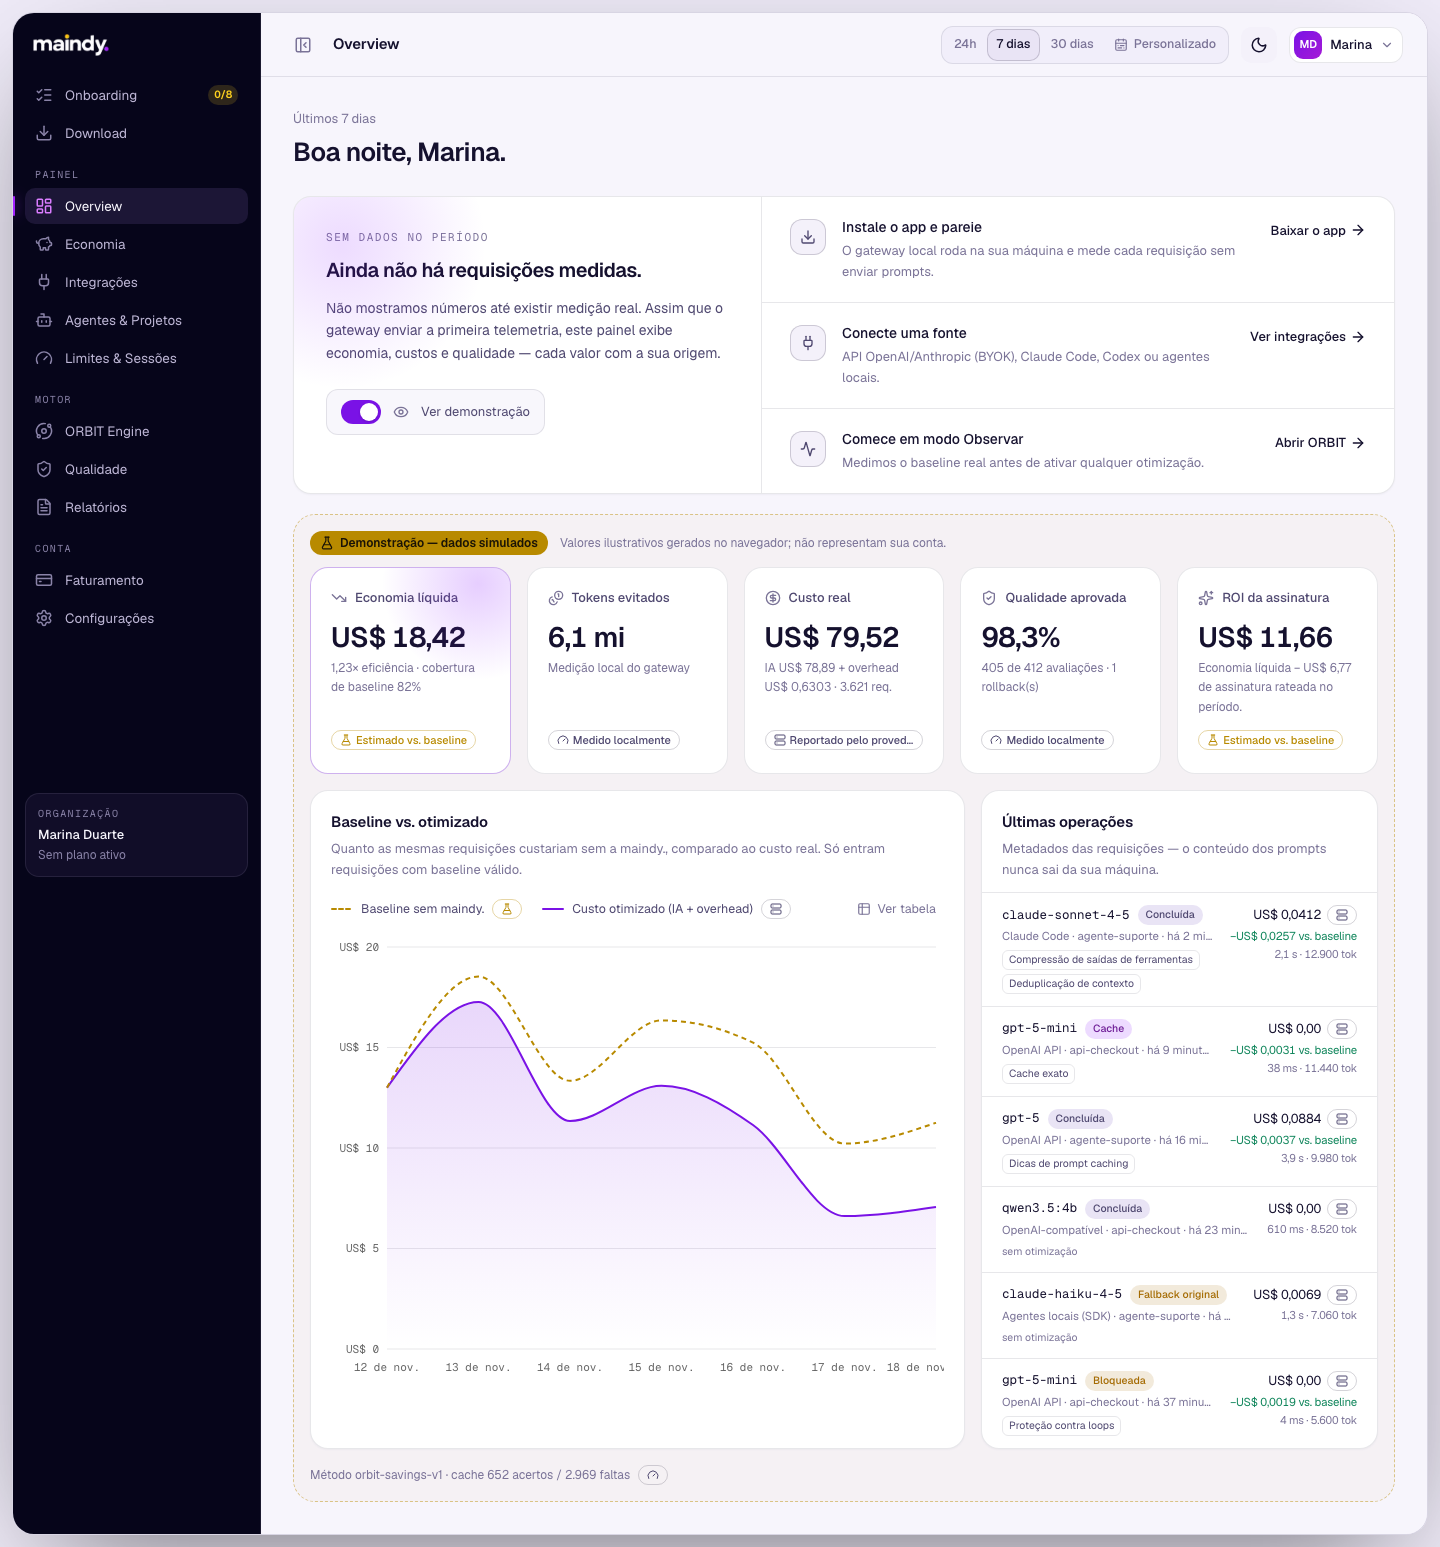 maindy.
Onboarding 0/8
Download
PAINEL
Overview
Economia
Integrações
Agentes & Projetos
Limites & Sessões
MOTOR
ORBIT Engine
Qualidade
Relatórios
CONTA
Faturamento
Configurações
ORGANIZAÇÃO
Marina Duarte
Sem plano ativo
Overview
24h 7 dias 30 dias Personalizado
MD Marina
Últimos 7 dias
Boa noite, Marina.
SEM DADOS NO PERÍODO
Ainda não há requisições medidas.
Não mostramos números até existir medição real. Assim que o
gateway enviar a primeira telemetria, este painel exibe
economia, custos e qualidade — cada valor com a sua origem.
Ver demonstração
Instale o app e pareie
O gateway local roda na sua máquina e mede cada requisição sem
enviar prompts.
Baixar o app
Conecte uma fonte
API OpenAI/Anthropic (BYOK), Claude Code, Codex ou agentes
locais.
Ver integrações
Comece em modo Observar
Medimos o baseline real antes de ativar qualquer otimização.
Abrir ORBIT
Demonstração — dados simulados
Valores ilustrativos gerados no navegador; não representam sua conta.
Economia líquida
US$ 18,42
1,23× eficiência · cobertura
de baseline 82%
Estimado vs. baseline
Tokens evitados
6,1 mi
Medição local do gateway
Medido localmente
Custo real
US$ 79,52
IA US$ 78,89 + overhead
US$ 0,6303 · 3.621 req.
Reportado pelo proved…
Qualidade aprovada
98,3%
405 de 412 avaliações · 1
rollback(s)
Medido localmente
ROI da assinatura
US$ 11,66
Economia líquida − US$ 6,77
de assinatura rateada no
período.
Estimado vs. baseline
Baseline vs. otimizado
Quanto as mesmas requisições custariam sem a maindy., comparado ao custo real. Só entram
requisições com baseline válido.
Baseline sem maindy.
Custo otimizado (IA + overhead)
Ver tabela
US$ 20
US$ 15
US$ 10
US$ 5
US$ 0
12 de nov. 13 de nov. 14 de nov. 15 de nov. 16 de nov. 17 de nov. 18 de nov
Últimas operações
Metadados das requisições — o conteúdo dos prompts
nunca sai da sua máquina.
claude-sonnet-4-5 Concluída US$ 0,0412
Claude Code · agente-suporte · há 2 mi… −US$ 0,0257 vs. baseline
2,1 s · 12.900 tok
Compressão de saídas de ferramentas
Deduplicação de contexto
gpt-5-mini Cache US$ 0,00
OpenAI API · api-checkout · há 9 minut… −US$ 0,0031 vs. baseline
Cache exato 38 ms · 11.440 tok
gpt-5 Concluída US$ 0,0884
OpenAI API · agente-suporte · há 16 mi… −US$ 0,0037 vs. baseline
Dicas de prompt caching 3,9 s · 9.980 tok
qwen3.5:4b Concluída US$ 0,00
OpenAI-compatível · api-checkout · há 23 min… 610 ms · 8.520 tok
sem otimização
claude-haiku-4-5 Fallback original US$ 0,0069
Agentes locais (SDK) · agente-suporte · há … 1,3 s · 7.060 tok
sem otimização
gpt-5-mini Bloqueada US$ 0,00
OpenAI API · api-checkout · há 37 minu… −US$ 0,0019 vs. baseline
Proteção contra loops 4 ms · 5.600 tok
Método orbit-savings-v1 · cache 652 acertos / 2.969 faltas